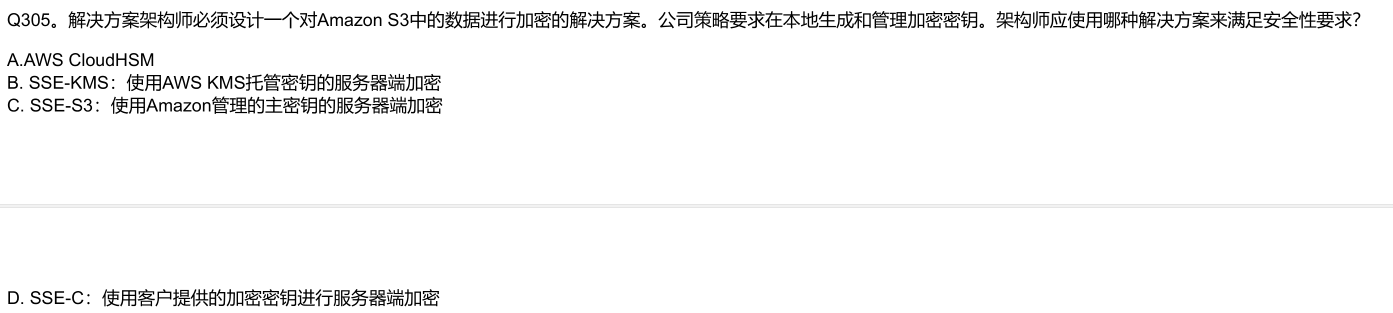 Q305。解决方案架构师必须设计一个对Amazon S3中的数据进行加密的解决方案。公司策略要求在本地生成和管理加密密钥。架构师应使用哪种解决方案来满足安全性要求？
A.AWS CloudHSM
B. SSE-KMS：使用AWS KMS托管密钥的服务器端加密
C. SSE-S3：使用Amazon管理的主密钥的服务器端加密
D. SSE-C：使用客户提供的加密密钥进行服务器端加密